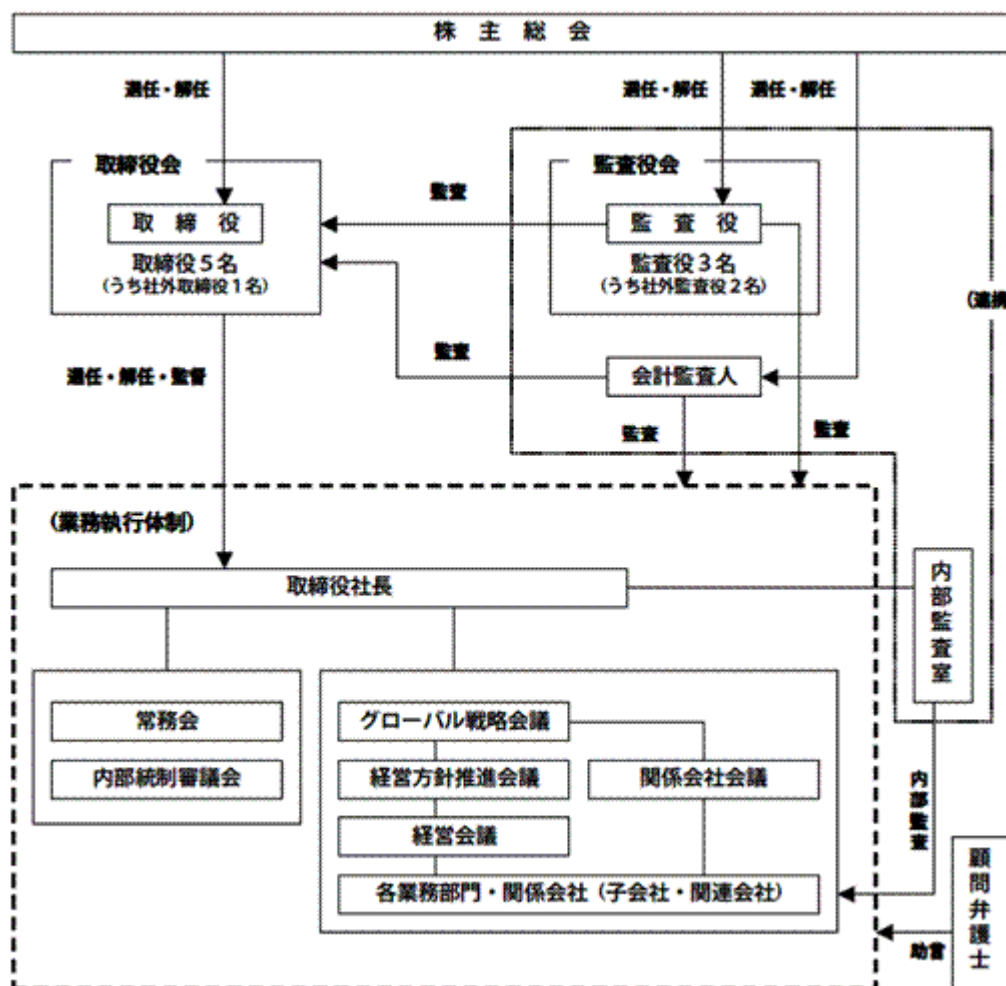 株主総会
選任・解任
選任・解任
選任・解任
取締役会
監査役会
監査
取締役
監査役
取締役5名
(うち社外取締役1名)
監査役3名
(うち社外監査役2名)
(連携
監査
選任・解任・監督
会計監査人
監査
監査
(業務執行体制)
取締役社長
内部監査室
常務会
グローバル戦略会議
内部統制審議会
経営方針推進会議
関係会社会議
経営会議
内部監査
各業務部門・関係会社(子会社・関連会社)
顧問弁護士
助言